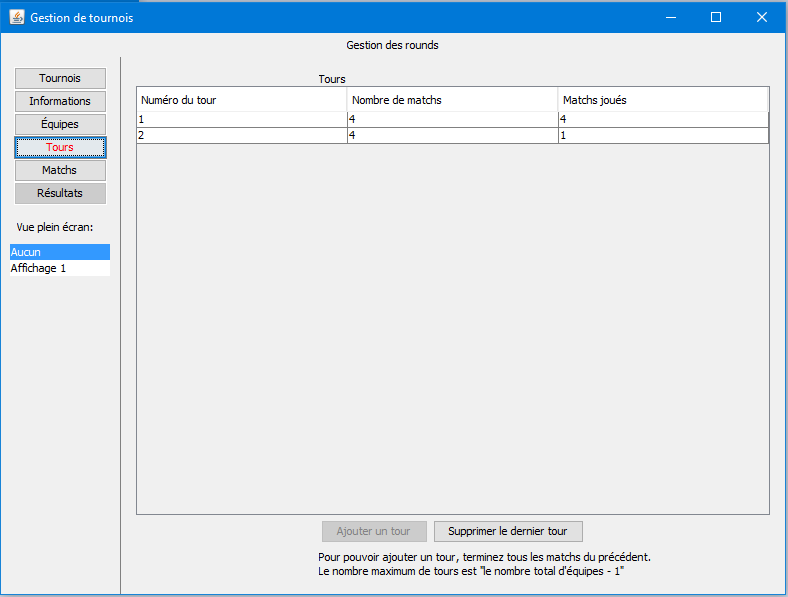 Gestion de tournois
Gestion des rounds
Tournois
Informations
Équipes
Tours
Matchs
Résultats
Vue plein écran:
Aucun
Affichage 1
Tours
Numéro du tour Nombre de matchs Matchs joués
1 4 4
2 4 1
Ajouter un tour Supprimer le dernier tour
Pour pouvoir ajouter un tour, terminez tous les matchs du précédent.
Le nombre maximum de tours est "le nombre total d'équipes - 1"